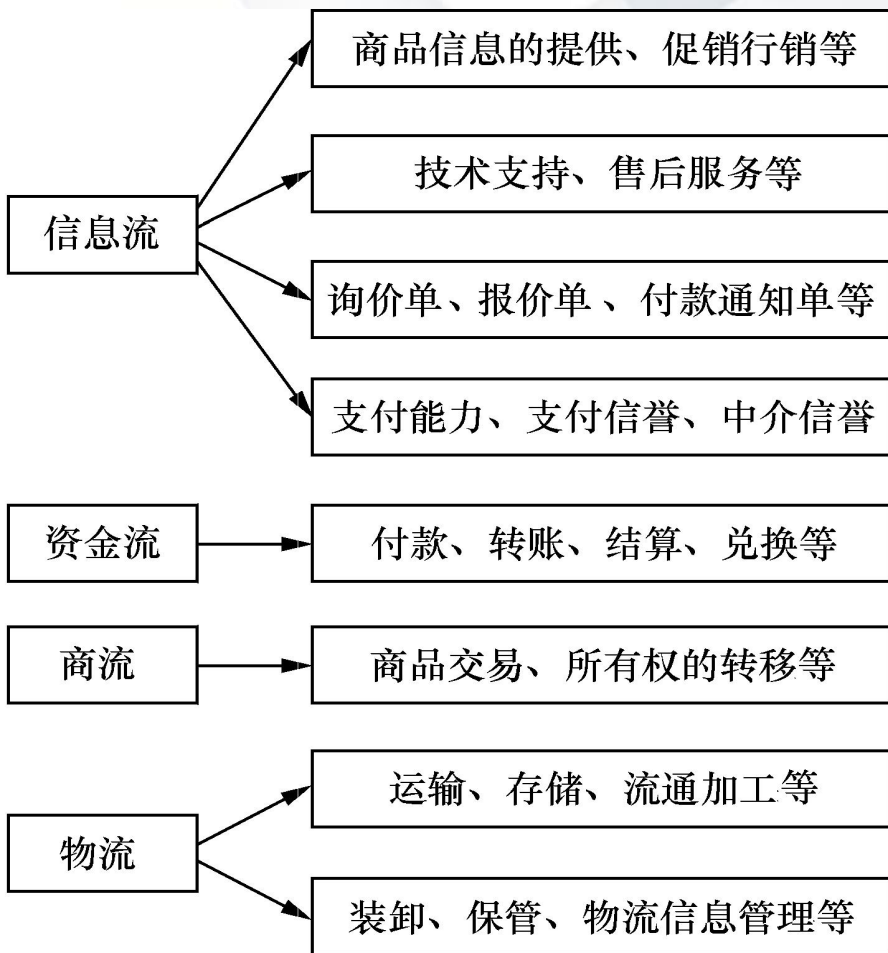 商品信息的提供、促销行销等
技术支持、售后服务等
信息流
询价单、报价单、付款通知单等
支付能力、支付信誉、中介信誉
资金流
付款、转账、结算、兑换等
商流
商品交易、所有权的转移等
运输、存储、流通加工等
物流
装卸、保管、物流信息管理等